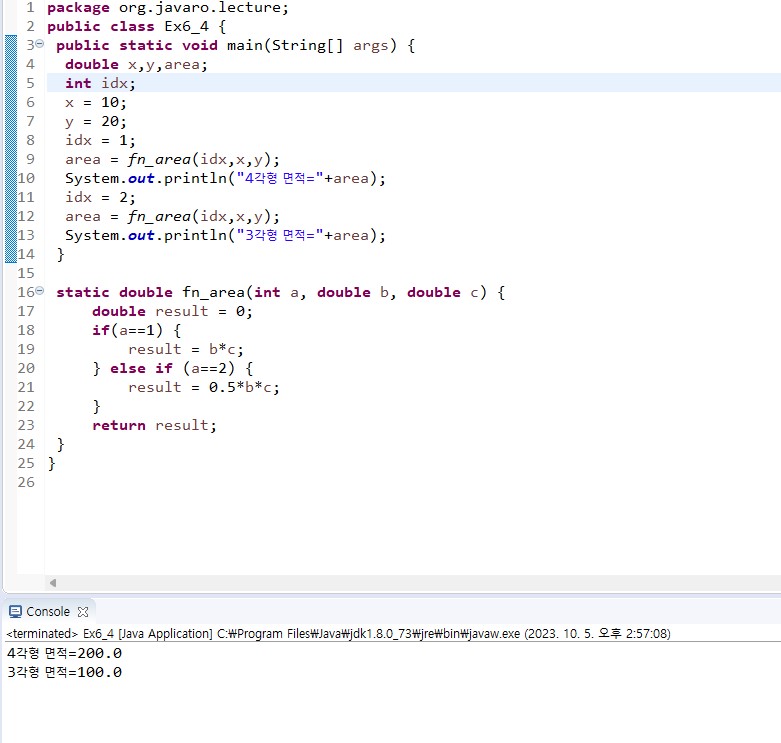 1 package org.javaro.lecture;
2 public class Ex6_4 {
3 public static void main(String[] args) {
4 double x,y,area;
5 int idx;
6 x = 10;
7 y = 20;
8 idx = 1;
9 area = fn_area(idx,x,y);
10 System.out.println("4각형 면적="+area);
11 idx = 2;
12 area = fn_area(idx,x,y);
13 System.out.println("3각형 면적="+area);
14 }
15
16 static double fn_area(int a, double b, double c) {
17 double result = 0;
18 if(a==1) {
19 result = b*c;
20 } else if (a==2) {
21 result = 0.5*b*c;
22 }
23 return result;
24 }
25 }
26
Console
<terminated> Ex6_4 [Java Application] C:₩Program Files₩Java₩jdk1.8.0_73₩jre₩bin₩javaw.exe (2023. 10. 5. 오후 2:57:08)
4각형 면적=200.0
3각형 면적=100.0